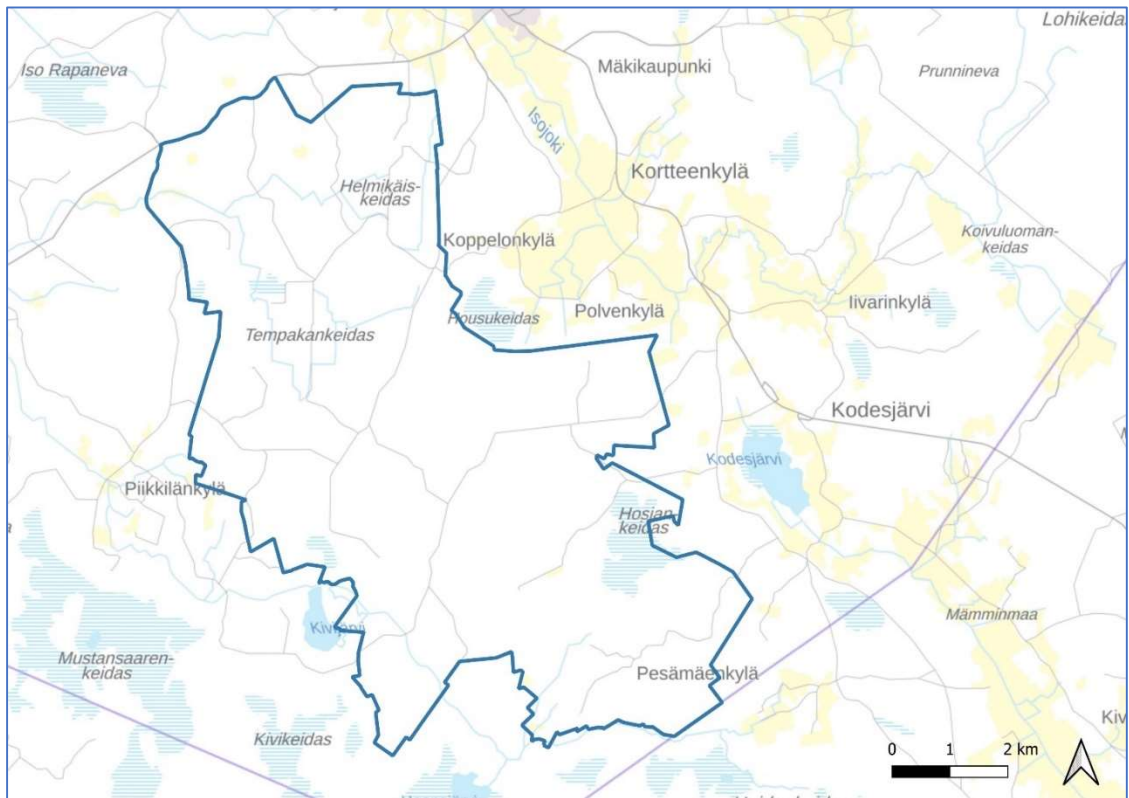 Lohikeidas
Iso Rapaneva
Mäkikaupunki
Prunnineva
Isojoki
Kortteenkylä
Helmikäis-
keidas
Koppelonkylä
Koivuluoman-
keidas
Housukeidas
Polvenkylä
Iivarinkylä
Tempakankeidas
Kodesjärvi
Kodesjärvi
Piikkilänkylä
Hosian-
keidas
Kivijärvi
Mämminmaa
Mustansaaren-
keidas
Pesämäenkylä
Kivikeidas
Kiv
0 1 2 km